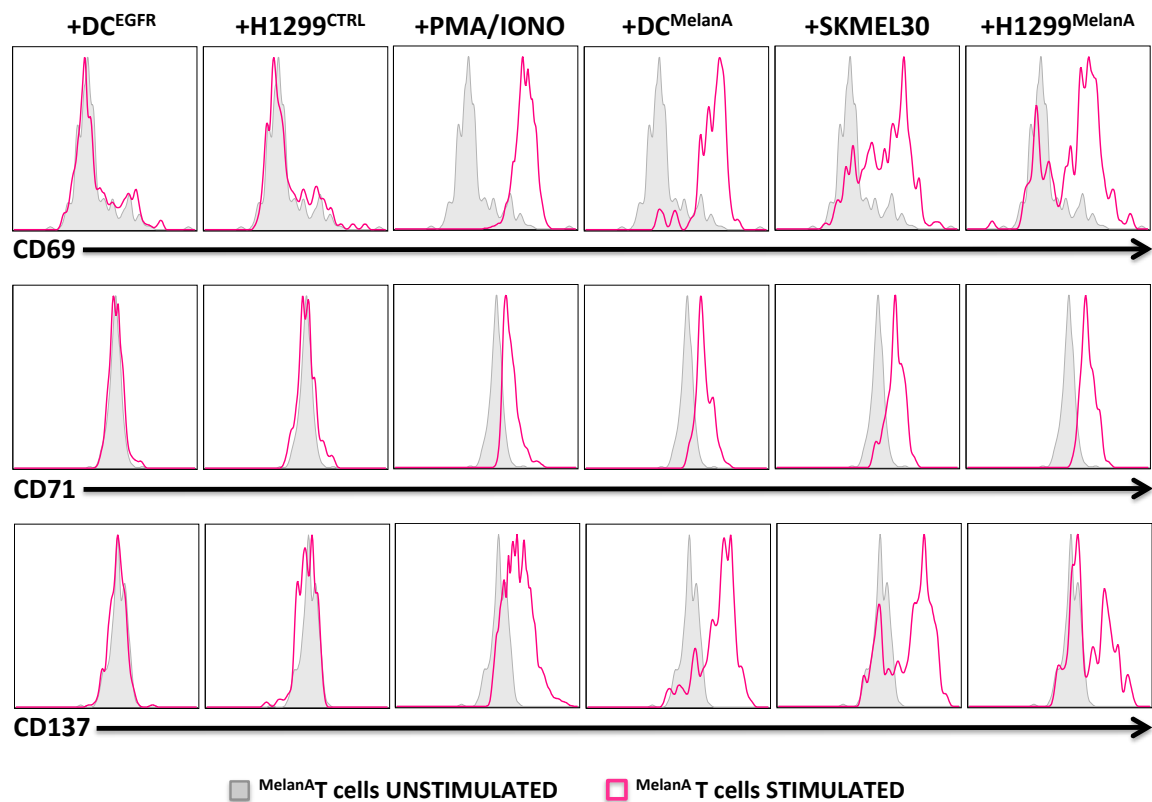 +DCEGFR +H1299CTRL +PMA/IONO +DCMelanA +SKMEL30 +H1299MelanA
CD69
CD71
CD137
MelanAT cells UNSTIMULATED MelanA T cells STIMULATED